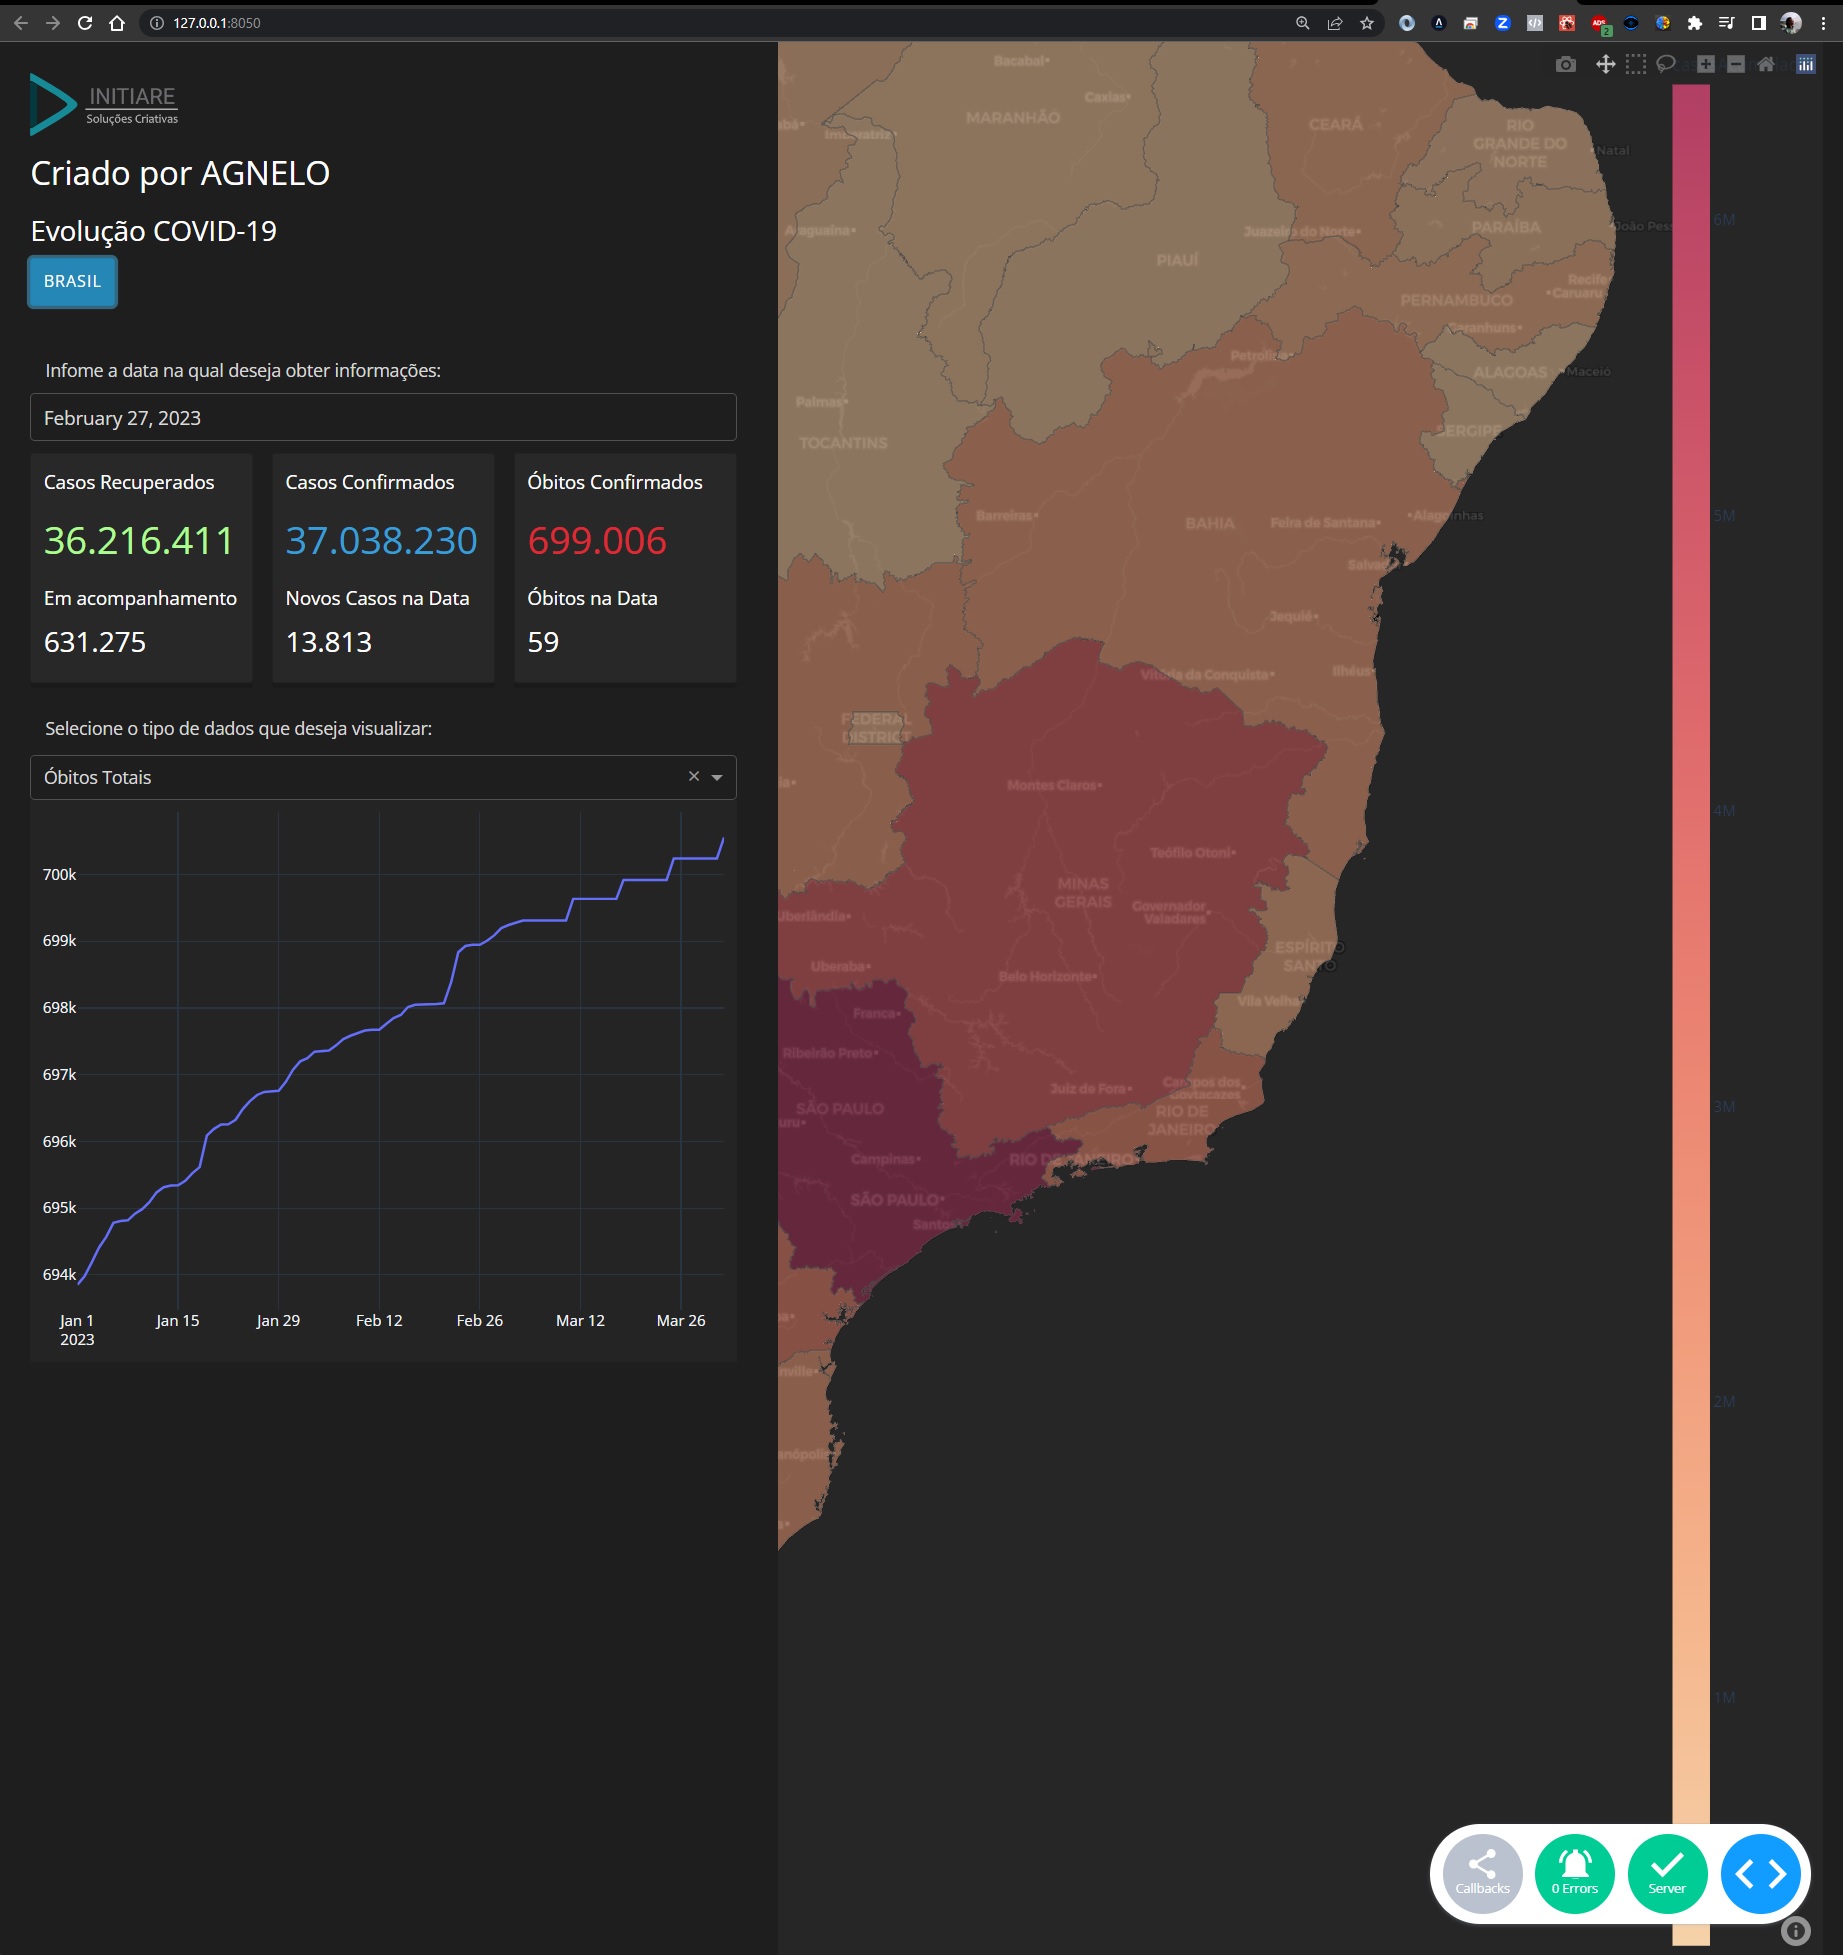 127.0.0.1:8050
INITIARE
Soluções Criativas
Criado por AGNELO
Evolução COVID-19
BRASIL
Infome a data na qual deseja obter informações:
February 27, 2023
Casos Recuperados
36.216.411
Em acompanhamento
631.275
Casos Confirmados
37.038.230
Novos Casos na Data
13.813
Óbitos Confirmados
699.006
Óbitos na Data
59
Selecione o tipo de dados que deseja visualizar:
Óbitos Totais
700k
699k
698k
697k
696k
695k
694k
Jan 1
2023
Jan 15
Jan 29
Feb 12
Feb 26
Mar 12
Mar 26
Bacabal
Caxias
MARANHÃO
CEARÁ
RIO
GRANDE DO
NORTE
Natal
Araguaína
Juazeiro do Norte
PARAÍBA
PIAUÍ
Recife
Caruaru
PERNAMBUCO
Garanhuns
Petrolina
ALAGOAS
Maceió
Palmas
TOCANTINS
SERGIPE
Barreiras
BAHIA
Feira de Santana
Alagoinhas
Jequié
Vitória da Conquista
Ilhéus
FEDERAL
DISTRICT
Montes Claros
Teófilo Otoni
MINAS
GERAIS
Governador
Valadares
Uberlândia
ESPÍRITO
SANTO
Uberaba
Belo Horizonte
Vila Velha
Franca
Ribeirão Preto
Juiz de Fora
Campos dos
Goytacazes
SÃO PAULO
RIO DE
JANEIRO
Campinas
RIO DE JANEIRO
SÃO PAULO
Santos
6M
5M
4M
3M
2M
1M
Callbacks
0 Errors
Server